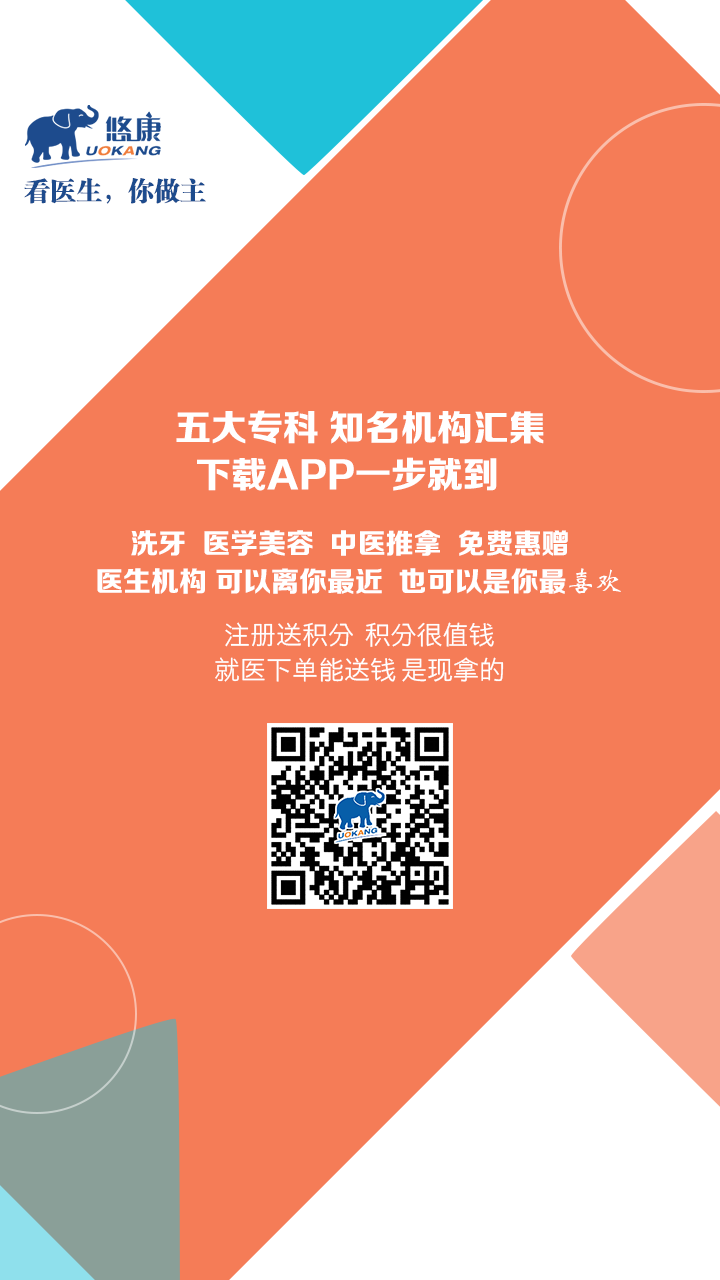 悠康
UOKANG
看医生，你做主
五大专科 知名机构汇集
下载APP一步就到
洗牙 医学美容 中医推拿 免费惠赠
医生机构 可以离你最近 也可以是你最喜欢
注册送积分 积分很值钱
就医下单能送钱 是现拿的
UOKANG